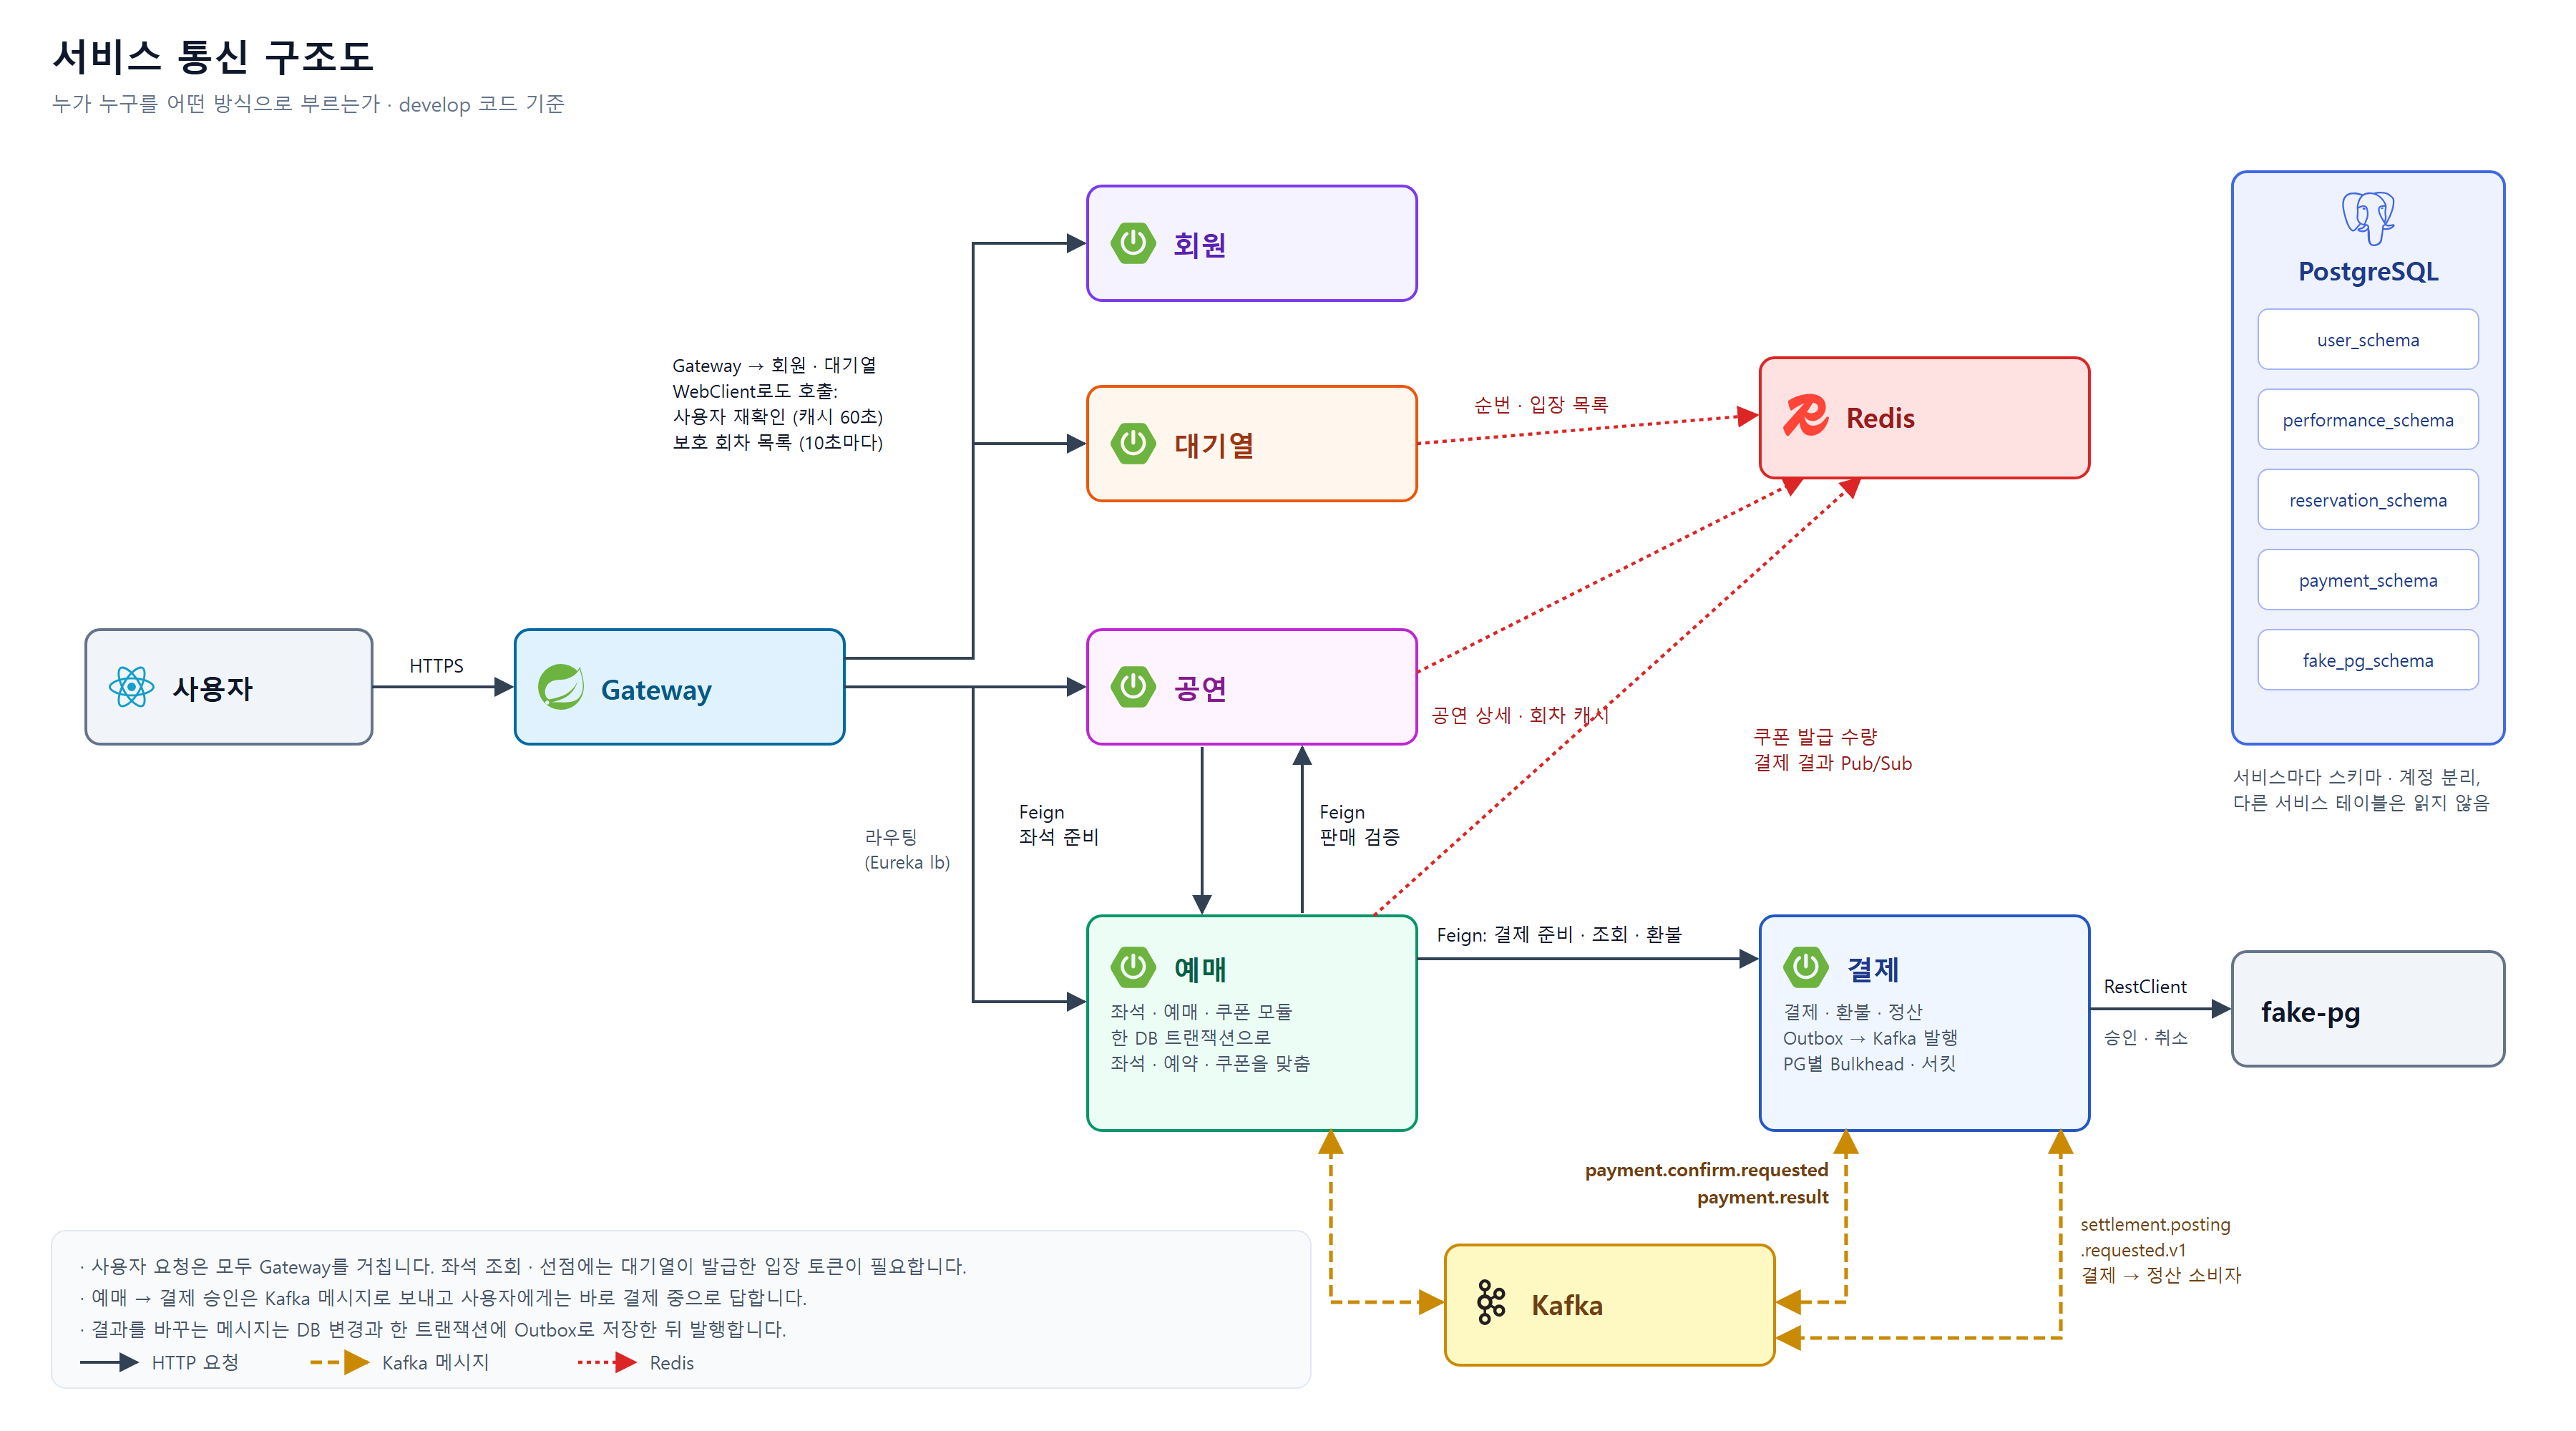 서비스 통신 구조도
누가 누구를 어떤 방식으로 부르는가 · develop 코드 기준
회원
Gateway → 회원 · 대기열
WebClient로도 호출:
사용자 재확인 (캐시 60초)
보호 회차 목록 (10초마다)
대기열
순번 · 입장 목록
Redis
PostgreSQL
user_schema
performance_schema
reservation_schema
payment_schema
fake_pg_schema
서비스마다 스키마 · 계정 분리,
다른 서비스 테이블은 읽지 않음
사용자
HTTPS
Gateway
공연
공연 상세 · 회차 캐시
쿠폰 발급 수량
결제 결과 Pub/Sub
라우팅
(Eureka lb)
Feign
좌석 준비
Feign
판매 검증
예매
좌석 · 예매 · 쿠폰 모듈
한 DB 트랜잭션으로
좌석 · 예약 · 쿠폰을 맞춤
Feign: 결제 준비 · 조회 · 환불
결제
결제 · 환불 · 정산
Outbox → Kafka 발행
PG별 Bulkhead · 서킷
RestClient
승인 · 취소
fake-pg
payment.confirm.requested
payment.result
settlement.posting
.requested.v1
결제 → 정산 소비자
Kafka
· 사용자 요청은 모두 Gateway를 거칩니다. 좌석 조회 · 선점에는 대기열이 발급한 입장 토큰이 필요합니다.
· 예매 → 결제 승인은 Kafka 메시지로 보내고 사용자에게는 바로 결제 중으로 답합니다.
· 결과를 바꾸는 메시지는 DB 변경과 한 트랜잭션에 Outbox로 저장한 뒤 발행합니다.
HTTP 요청
Kafka 메시지
Redis